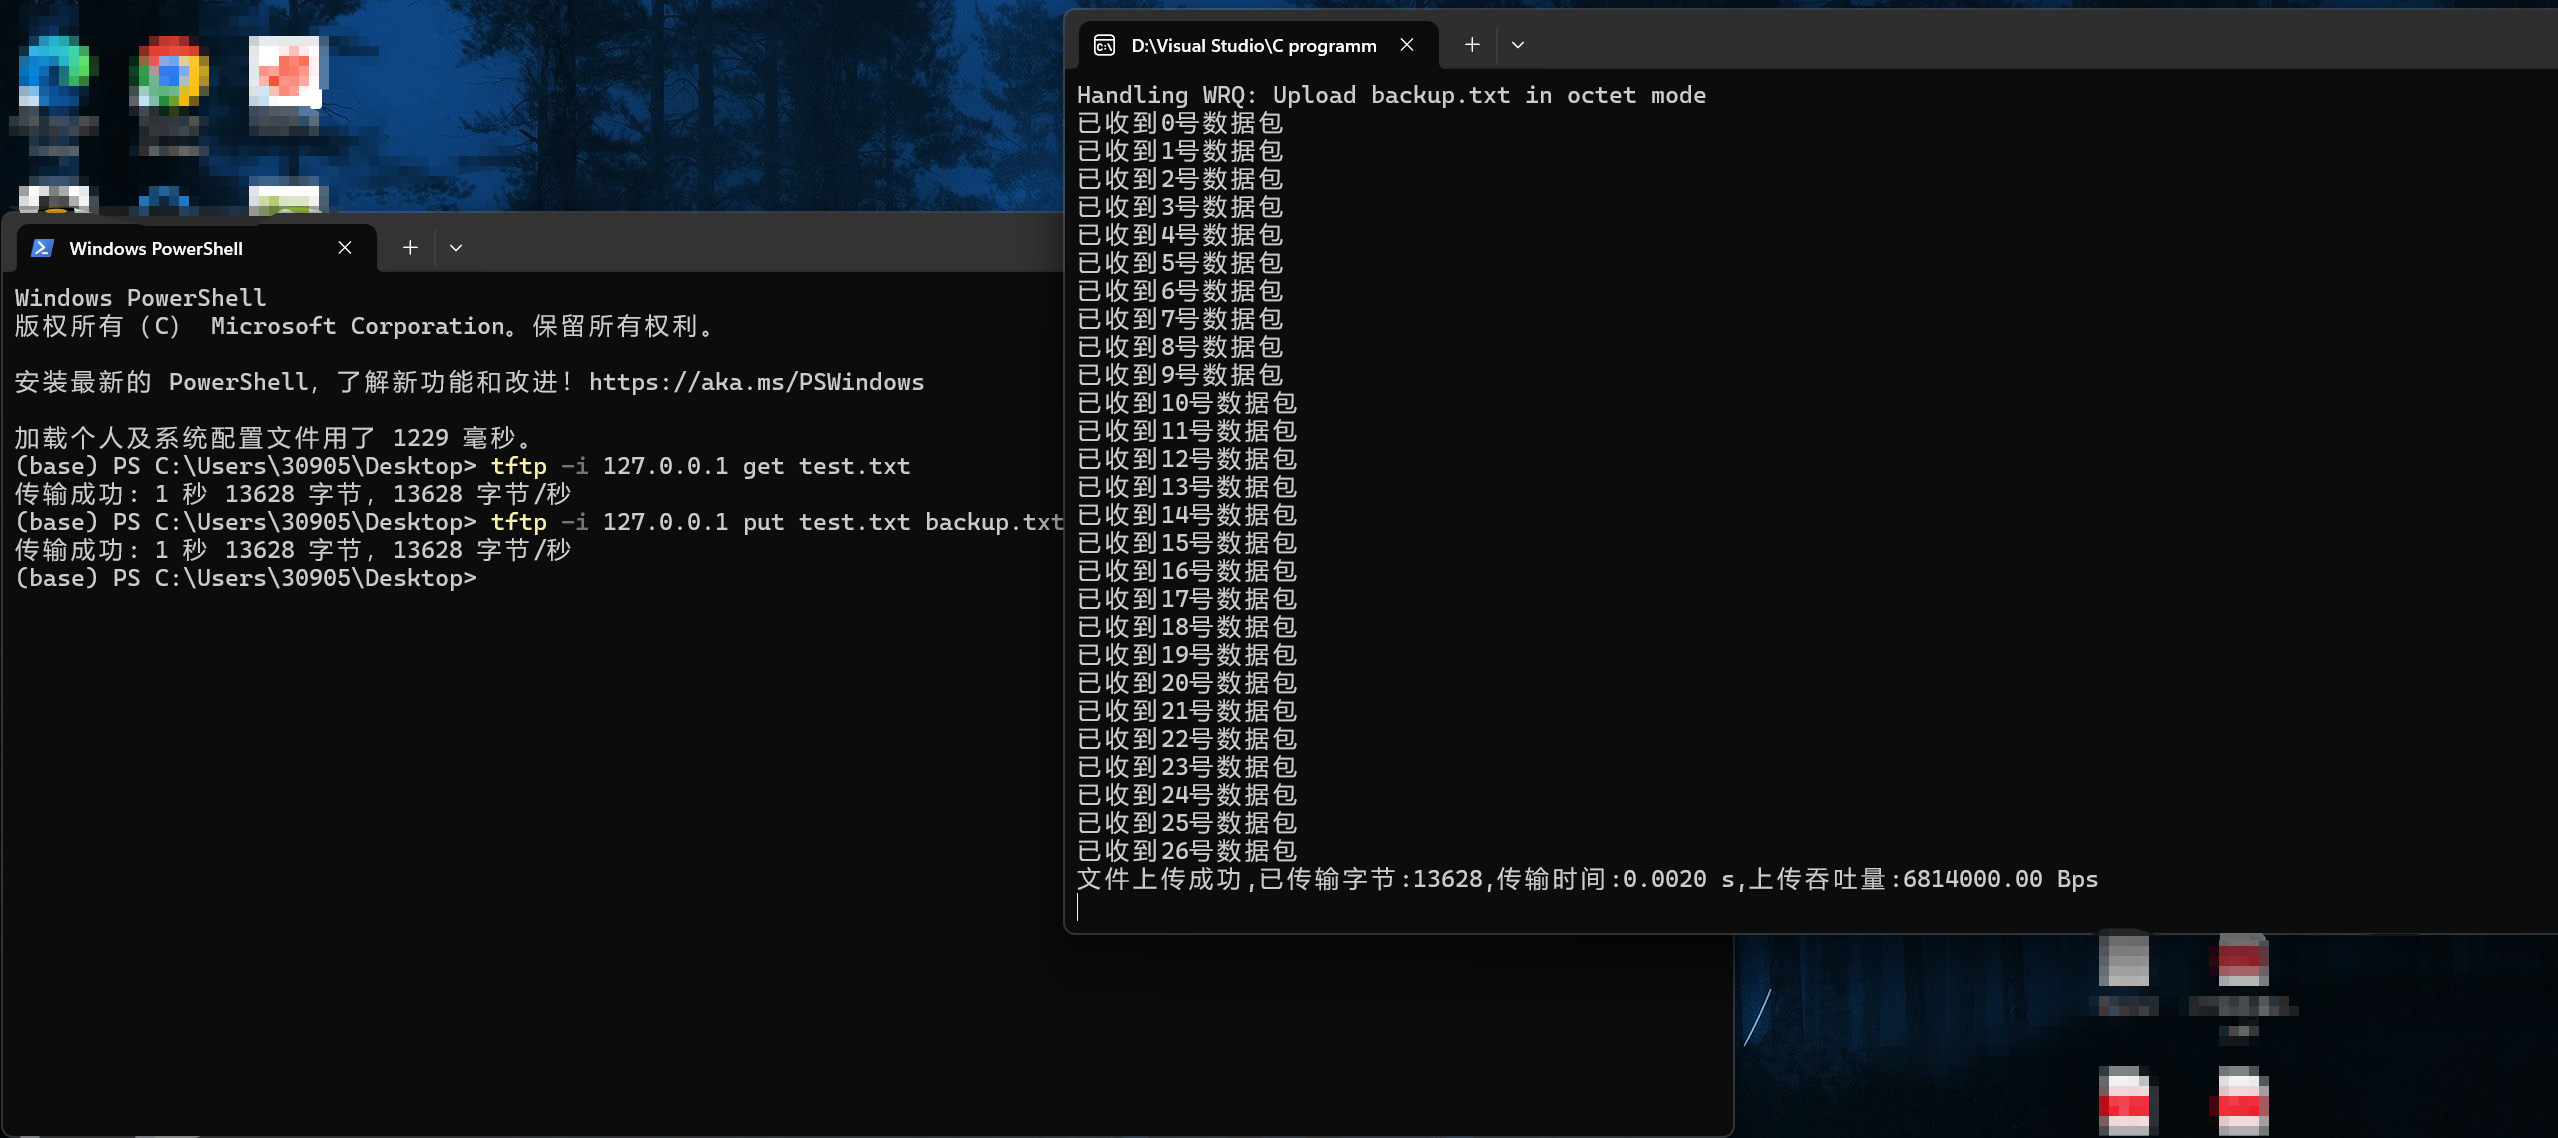 Windows PowerShell
Windows PowerShell
版权所有（C） Microsoft Corporation。保留所有权利。
安装最新的 PowerShell，了解新功能和改进！https://aka.ms/PSWindows
加载个人及系统配置文件用了 1229 毫秒。
(base) PS C:\Users\30905\Desktop> tftp -i 127.0.0.1 get test.txt
传输成功: 1 秒 13628 字节，13628 字节/秒
(base) PS C:\Users\30905\Desktop> tftp -i 127.0.0.1 put test.txt backup.txt
传输成功: 1 秒 13628 字节，13628 字节/秒
(base) PS C:\Users\30905\Desktop>
D:\Visual Studio\C programm
Handling WRQ: Upload backup.txt in octet mode
已收到0号数据包
已收到1号数据包
已收到2号数据包
已收到3号数据包
已收到4号数据包
已收到5号数据包
已收到6号数据包
已收到7号数据包
已收到8号数据包
已收到9号数据包
已收到10号数据包
已收到11号数据包
已收到12号数据包
已收到13号数据包
已收到14号数据包
已收到15号数据包
已收到16号数据包
已收到17号数据包
已收到18号数据包
已收到19号数据包
已收到20号数据包
已收到21号数据包
已收到22号数据包
已收到23号数据包
已收到24号数据包
已收到25号数据包
已收到26号数据包
文件上传成功,已传输字节:13628,传输时间:0.0020 s,上传吞吐量:6814000.00 Bps